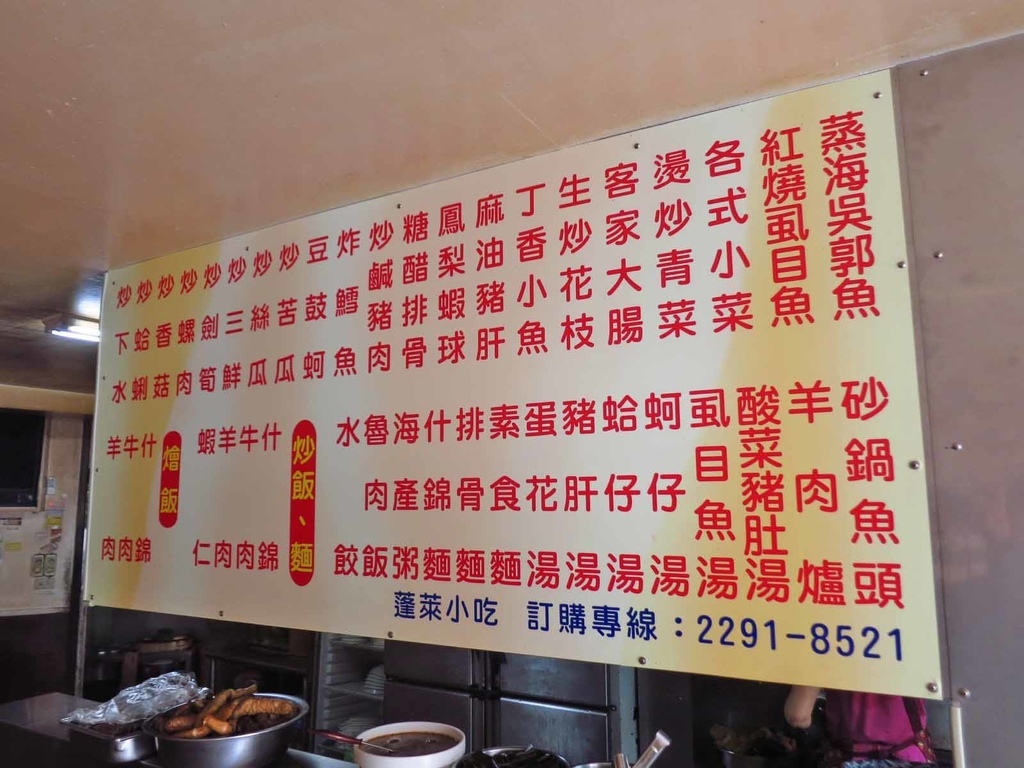 蒸海吳郭魚
紅燒虱目魚
各式小菜
燙炒青菜
客家大腸
生炒花枝
丁香小魚
麻油豬肝
鳳梨蝦球
糖醋排骨
炒鹹豬肉
炸鱈魚
豆鼓蚵
炒苦瓜
炒絲瓜
炒三鮮
炒劍筍
炒螺肉
炒香菇
炒蛤蜊
炒下水
砂鍋魚頭
羊肉爐
酸菜豬肚湯
虱目魚湯
蚵仔湯
蛤仔湯
豬肝湯
蛋花湯
素食麵
排骨麵
什錦麵
海產粥
魯肉飯
水餃
炒飯、麵
什錦
牛肉
羊肉
蝦仁
燴飯
什錦
牛肉
羊肉
蓬萊小吃 訂購專線：2291-8521